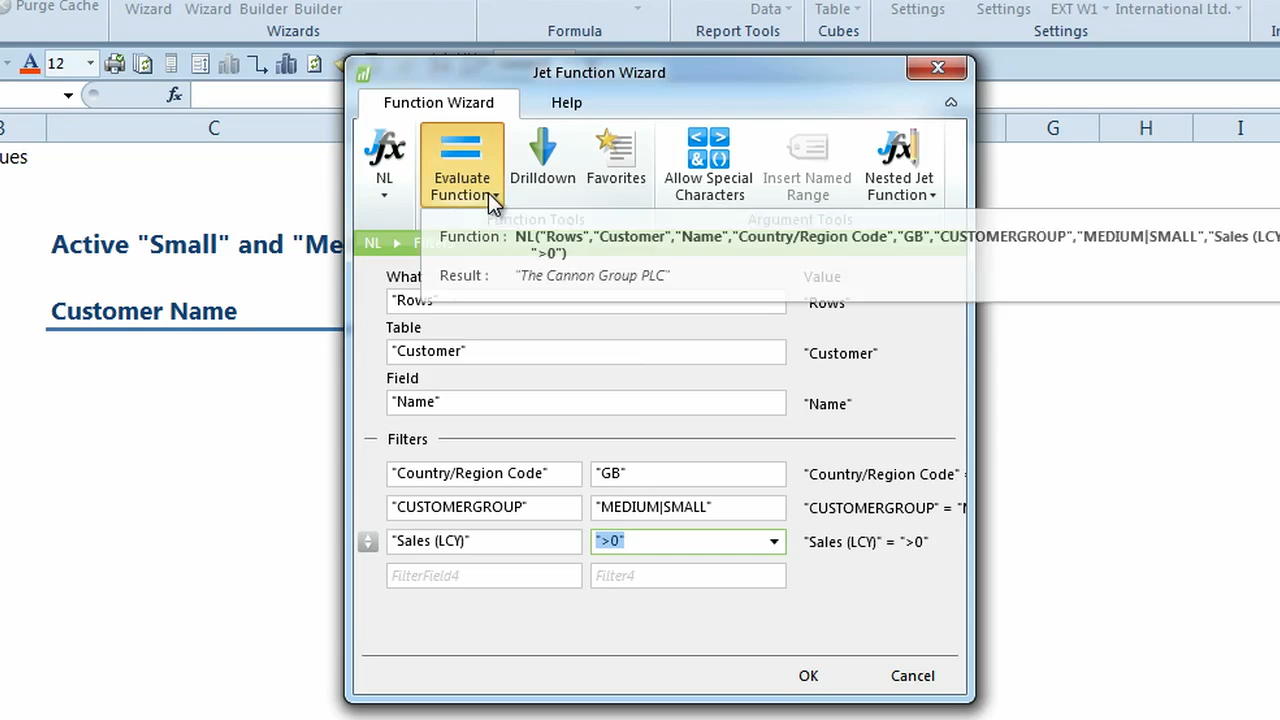 Purge Cache
Wizard Wizard Builder Builder
Data
Table
Settings Settings EXT W1 International Ltd.
Wizards Formula Report Tools Cubes Settings
12
Jet Function Wizard
Function Wizard Help
fx
C G H I
ues
NL
Evaluate Function
Drilldown
Favorites
Allow Special Characters
Insert Named Range
Nested Jet Function
Function Tools Argument Tools
NL
Function : NL("Rows","Customer","Name","Country/Region Code","GB","CUSTOMERGROUP","MEDIUM|SMALL","Sales (LCY
">0")
Result : "The Cannon Group PLC"
Active "Small" and "Me
Customer Name
What Value
"Rows" "Rows"
Table
"Customer" "Customer"
Field
"Name" "Name"
Filters
"Country/Region Code" "GB" "Country/Region Code" =
"CUSTOMERGROUP" "MEDIUM|SMALL" "CUSTOMERGROUP" = "M
"Sales (LCY)" ">0" "Sales (LCY)" = ">0"
FilterField4 Filter4
OK Cancel